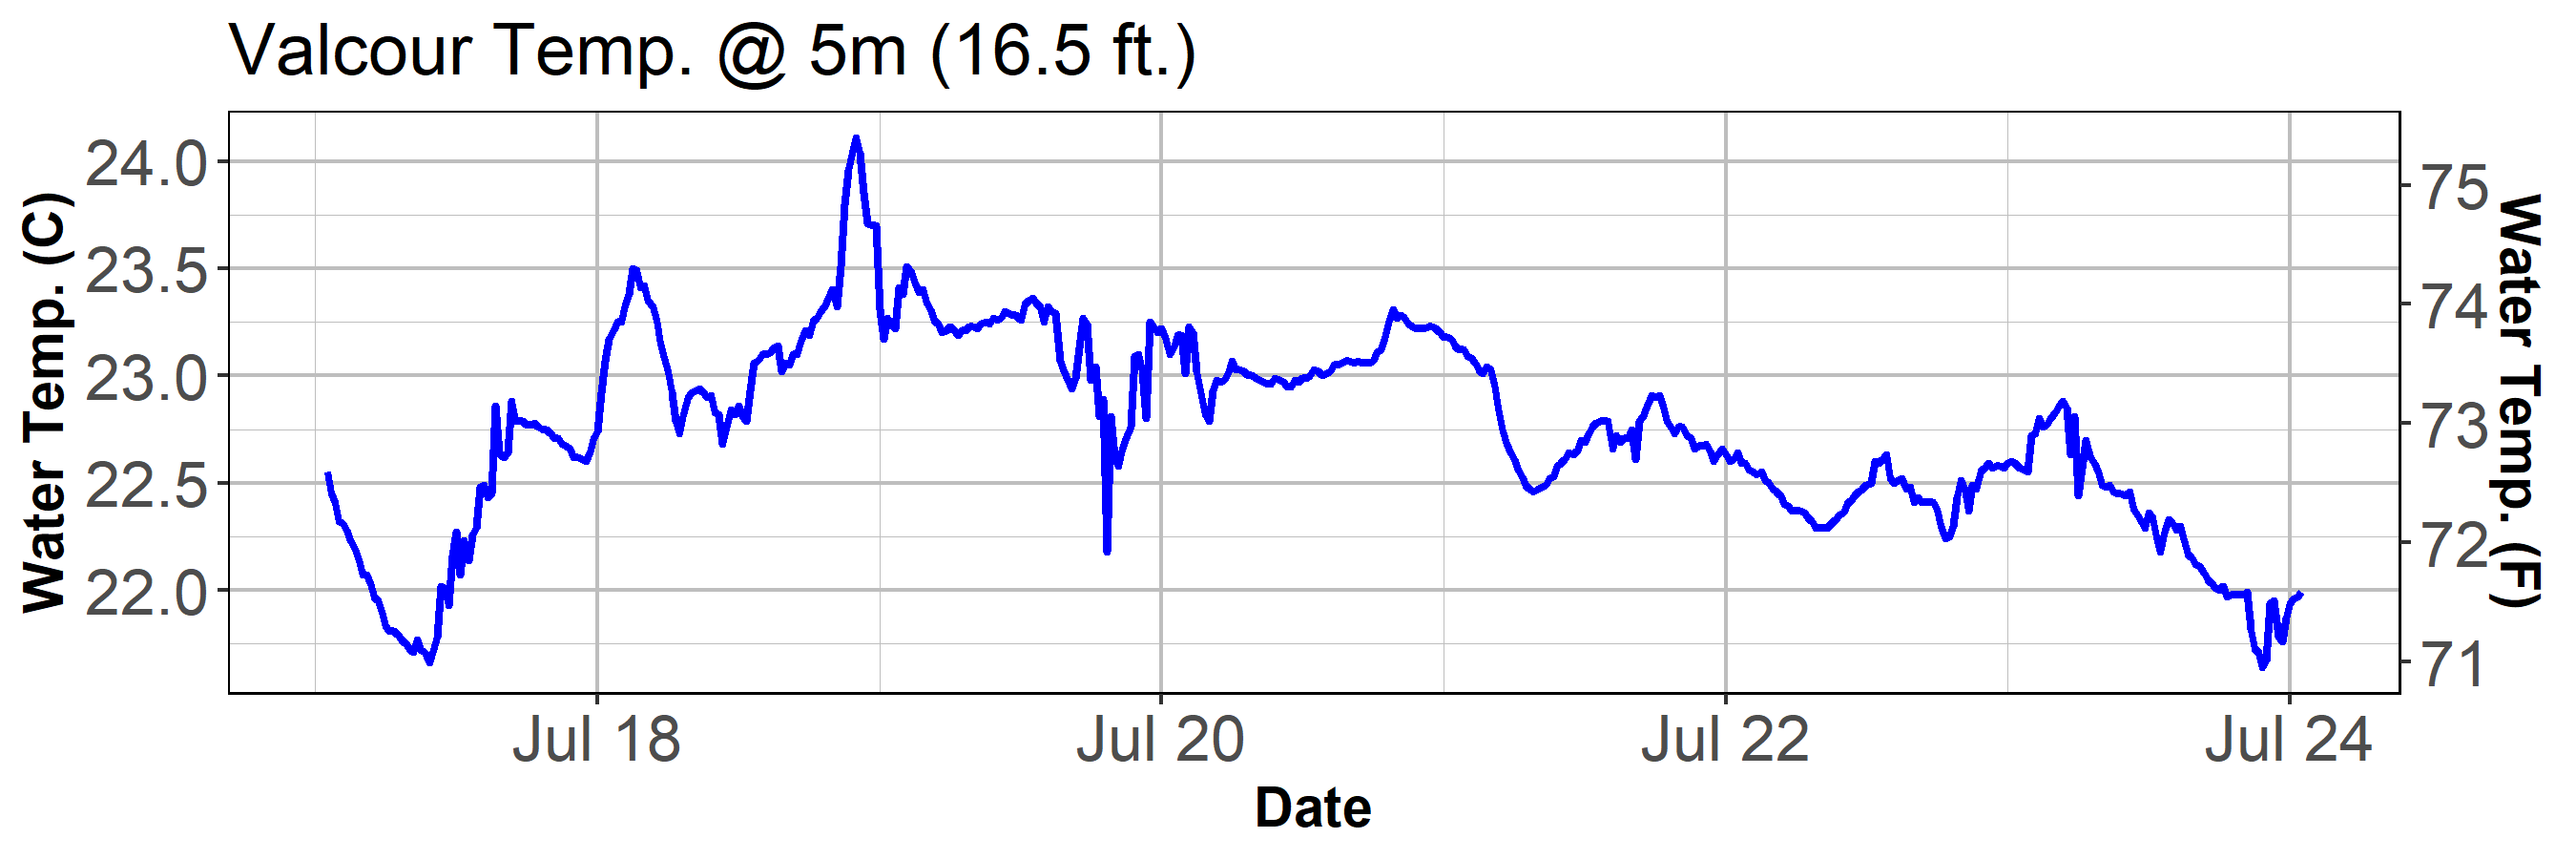 Valcour Temp. @ 5m (16.5 ft.)
Water Temp. (C)
24.0
23.5
23.0
22.5
22.0
75
74
73
72
71
Water Temp. (F)
Jul 18 Jul 20 Jul 22 Jul 24
Date